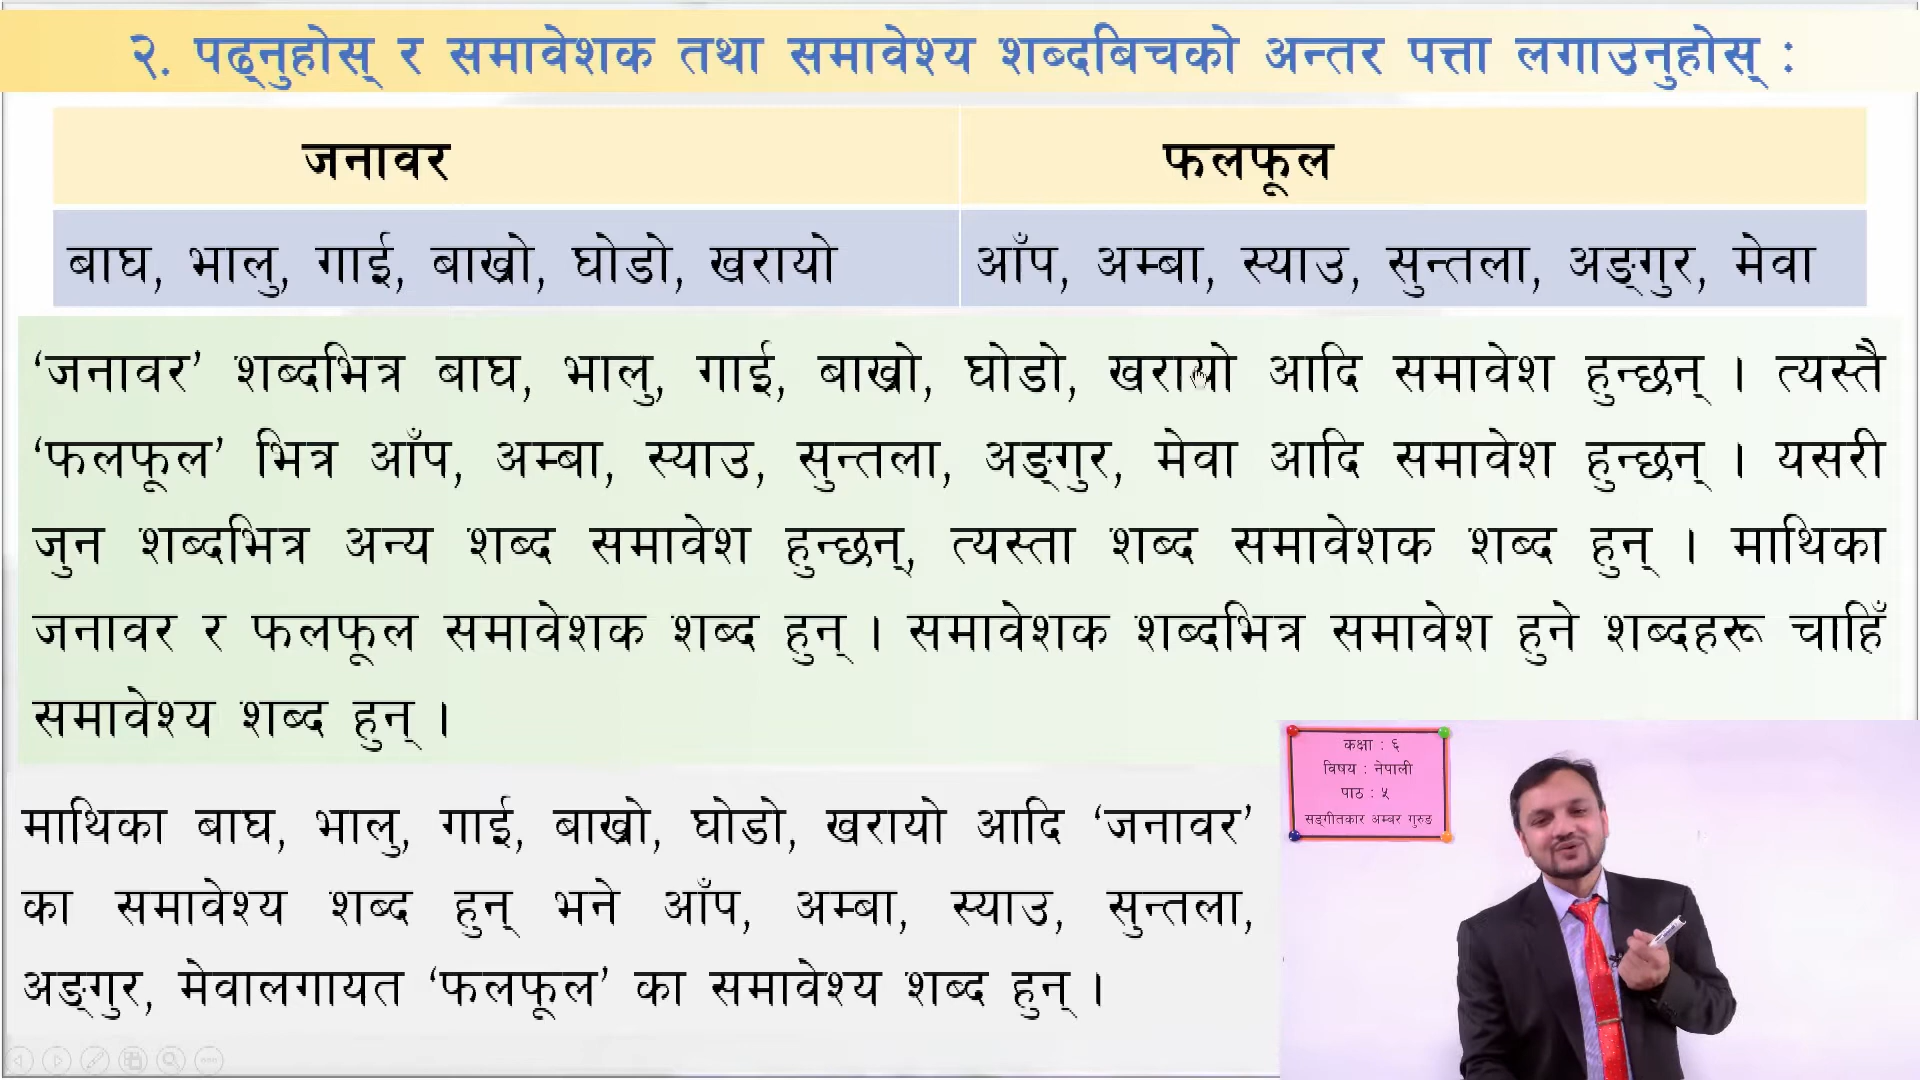 २. पढ्नुहोस् र समावेशक तथा समावेश्य शब्दबिचको अन्तर पत्ता लगाउनुहोस् :
जनावर
फलफूल
बाघ, भालु, गाई, बाख्रो, घोडो, खरायो
आँप, अम्बा, स्याउ, सुन्तला, अङ्गुर, मेवा
‘जनावर’ शब्दभित्र बाघ, भालु, गाई, बाख्रो, घोडो, खरायो आदि समावेश हुन्छन् । त्यस्तै
‘फलफूल’ भित्र आँप, अम्बा, स्याउ, सुन्तला, अङ्गुर, मेवा आदि समावेश हुन्छन् । यसरी
जुन शब्दभित्र अन्य शब्द समावेश हुन्छन्, त्यस्ता शब्द समावेशक शब्द हुन् । माथिका
जनावर र फलफूल समावेशक शब्द हुन् । समावेशक शब्दभित्र समावेश हुने शब्दहरू चाहिँ
समावेश्य शब्द हुन् ।
माथिका बाघ, भालु, गाई, बाख्रो, घोडो, खरायो आदि ‘जनावर’
का समावेश्य शब्द हुन् भने आँप, अम्बा, स्याउ, सुन्तला,
अङ्गुर, मेवालगायत ‘फलफूल’ का समावेश्य शब्द हुन् ।
कक्षा : ६
विषय : नेपाली
पाठ : ५
सङ्गीतकार अम्बर गुरुङ